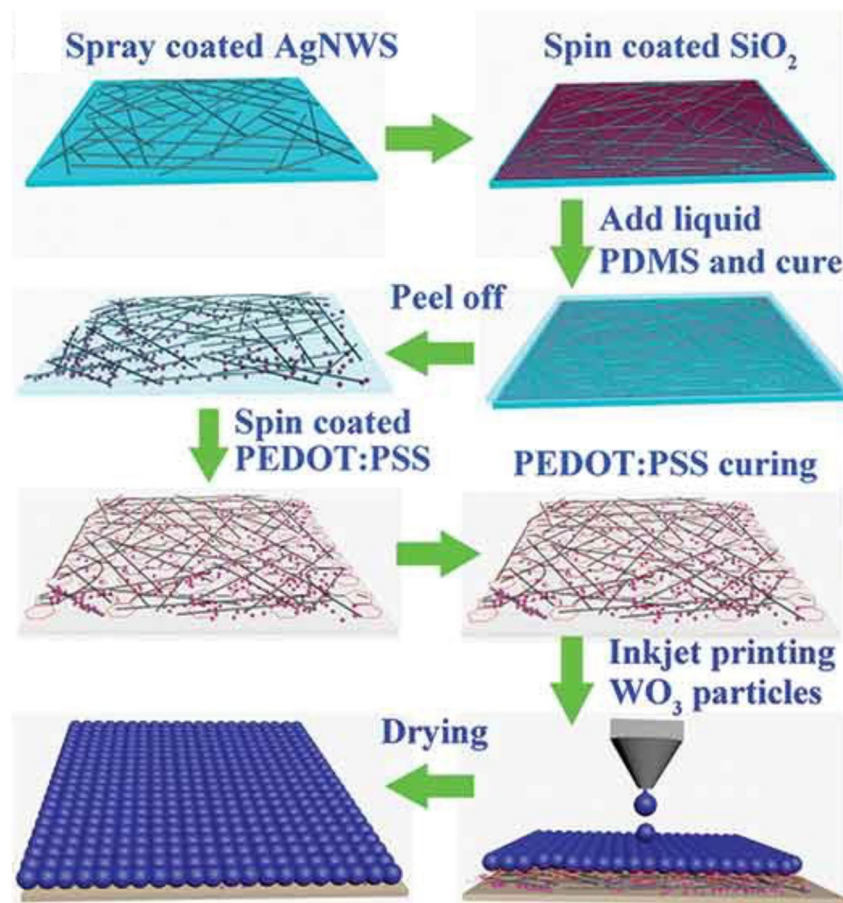 Spray coated AgNWS
Spin coated SiO₂
Add liquid
PDMS and cure
Peel off
Spin coated
PEDOT:PSS
PEDOT:PSS curing
Inkjet printing
WO₃ particles
Drying